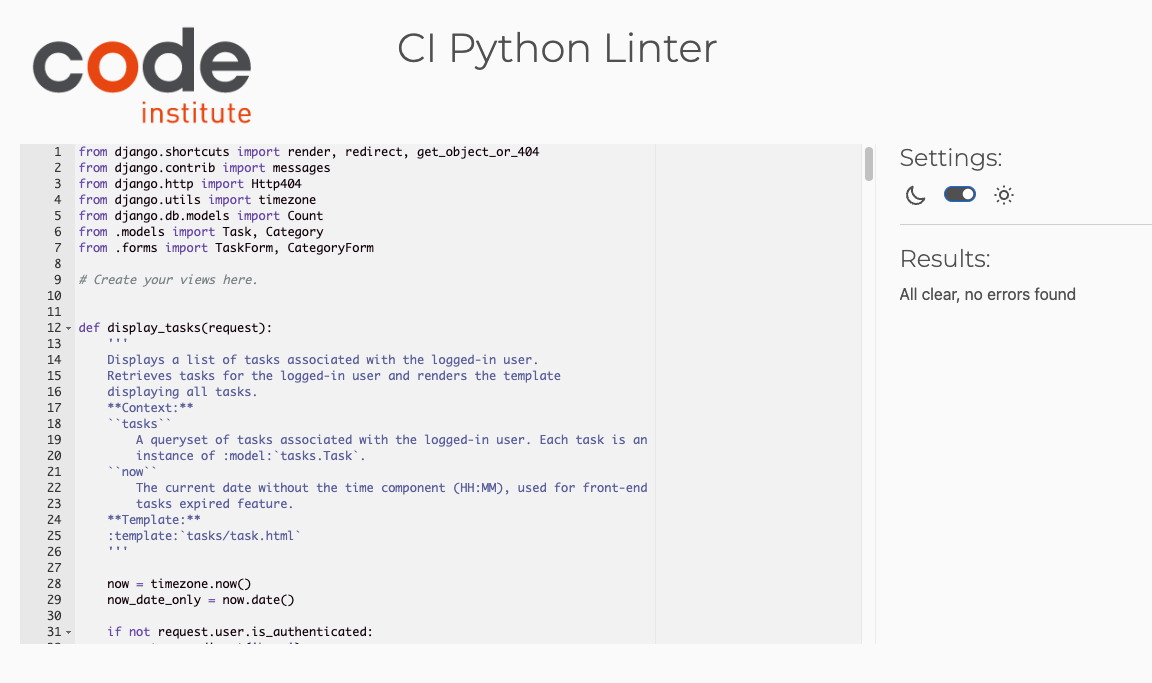 code
institute
CI Python Linter
1 from django.shortcuts import render, redirect, get_object_or_404
2 from django.contrib import messages
3 from django.http import Http404
4 from django.utils import timezone
5 from django.db.models import Count
6 from .models import Task, Category
7 from .forms import TaskForm, CategoryForm
8
9 # Create your views here.
10
11
12 def display_tasks(request):
13     '''
14     Displays a list of tasks associated with the logged-in user.
15     Retrieves tasks for the logged-in user and renders the template
16     displaying all tasks.
17     **Context:**
18     ``tasks``
19         A queryset of tasks associated with the logged-in user. Each task is an
20         instance of :model:`tasks.Task`.
21     ``now``
22         The current date without the time component (HH:MM), used for front-end
23         tasks expired feature.
24     **Template:**
25     :template:`tasks/task.html`
26     '''
27
28     now = timezone.now()
29     now_date_only = now.date()
30
31     if not request.user.is_authenticated:
Settings:
Results:
All clear, no errors found